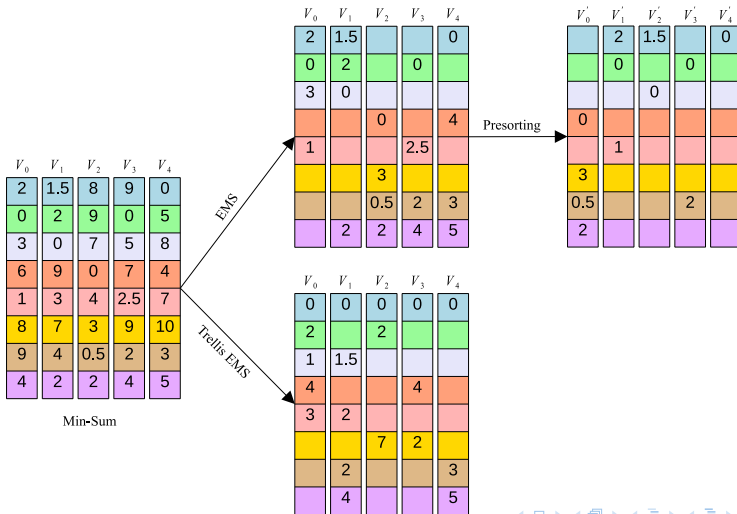 V0 V1 V2 V3 V4
2 1.5 0
0 2 0
3 0
0 4
1 2.5
3
0.5 2 3
2 2 4 5
EMS
Presorting
V0' V1' V2' V3' V4'
2 1.5 0
0 0
0
0
1
3
0.5 2
2
V0 V1 V2 V3 V4
2 1.5 8 9 0
0 2 9 0 5
3 0 7 5 8
6 9 0 7 4
1 3 4 2.5 7
8 7 3 9 10
9 4 0.5 2 3
4 2 2 4 5
Min-Sum
Trellis EMS
V0 V1 V2 V3 V4
0 0 0 0 0
2 2
1 1.5
4 4
3 2
7 2
2 3
4 5